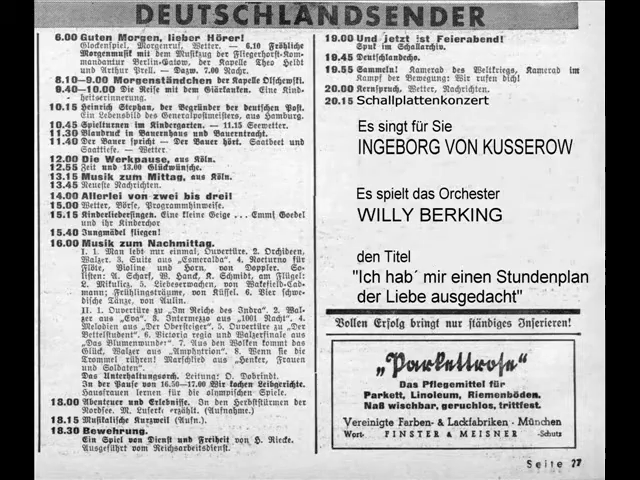 DEUTSCHLANDSENDER
6.00 Guten Morgen, lieber Hörer!
Glockenspiel, Morgenruf, Wetter. — 6.10 Fröhliche
Morgenmusik mit dem Musikzug der Fliegerhorst-Kom-
mandantur Berlin-Gatow, der Kapelle Theo Heldt
und Arthur Prell. — Dazw. 7.00 Nachr.
8.10—9.00 Morgenständchen der Kapelle Olschewski.
9.40—10.00 Die Reise mit dem Giärkanten. Eine Kind-
heitserinnerung.
10.15 Heinrich Stephan, der Begründer der deutschen Post.
Ein Lebensbild des Generalpostmeisters, aus Hamburg.
10.45 Spielturnen im Kindergarten. — 11.15 Seewetter.
11.30 Blaudruck in Bauernhaus und Bauerntracht.
11.40 Der Bauer spricht — Der Bauer hört. Saatbeet und
Saattiefe. — Wetter.
12.00 Die Werkpause, aus Köln.
12.55 Zeit und 13.00 Glückwünsche.
13.15 Musik zum Mittag, aus Köln.
13.45 Neueste Nachrichten.
14.00 Allerlei von zwei bis drei!
15.00 Wetter, Börse, Programmhinweise.
15.15 Kinderliedersingen. Eine kleine Geige ... Emmi Goedel
und ihr Kinderchor
15.40 Jungmädel fliegen!
16.00 Musik zum Nachmittag.
I. 1. Man lebt nur einmal, Ouvertüre. 2. Orchideen,
Walzer. 3. Suite aus „Esmeralda“. 4. Notturno für
Flöte, Violine und Horn, von Doppler. So-
listen: A. Scharf, W. Hand, K. Schmidt, am Flügel:
L. Mikulicz. 5. Liebeserwachen, von Wakefield-Cad-
mann; Frühlingsträume, von Küssel. 6. Vier schwe-
dische Tänze, von Aulin.
II. 1. Ouvertüre zu „Im Reiche des Indra“. 2. Wal-
zer aus „Eva“. 3. Intermezzo aus „1001 Nacht“. 4.
Melodien aus „Der Obersteiger“. 5. Ouvertüre zu „Der
Bettelstudent“. 6. Victoria regia und Walzerfinale aus
„Das Blumenwunder“. 7. Aus den Wolken kommt das
Glück, Walzer aus „Amphytrion“. 8. Wenn sie die
Trommel rühren! Marschlied aus „Henker, Frauen
und Soldaten“.
Das Unterhaltungsorch. Leitung: O. Dobrindt.
In der Pause von 16.50—17.00 Wir kochen Leibgerichte.
Hausfrauen lernen für die olympischen Spiele.
18.00 Abenteuer und Erlebnisse. In den Herbststürmen der
Nordsee. M. Luserke erzählt. (Aufnahme.)
18.15 Musikalische Kurzweil (Aufn.).
18.30 Bewehrung.
Ein Spiel von Dienst und Freiheit von H. Riecke.
Ausgeführt vom Reichsarbeitsdienst.
19.00 Und jetzt ist Feierabend!
Spuk im Schallarchiv.
19.45 Deutschlandecho.
19.55 Sammeln! Kamerad des Weltkriegs, Kamerad im
Kampf der Bewegung: Wir rufen dich!
20.00 Kernspruch, Wetter, Nachrichten.
20.15 Schallplattenkonzert
Es singt für Sie
INGEBORG VON KUSSEROW
Es spielt das Orchester
WILLY BERKING
den Titel
"Ich hab´ mir einen Stundenplan
der Liebe ausgedacht"
Vollen Erfolg bringt nur ständiges Inserieren!
„Parkettrose“
Das Pflegemittel für
Parkett, Linoleum, Riemenböden.
Naß wischbar, geruchlos, trittfest.
Vereinigte Farben- & Lackfabriken · München
Wort- FINSTER & MEISNER -Schutz
Seite 27